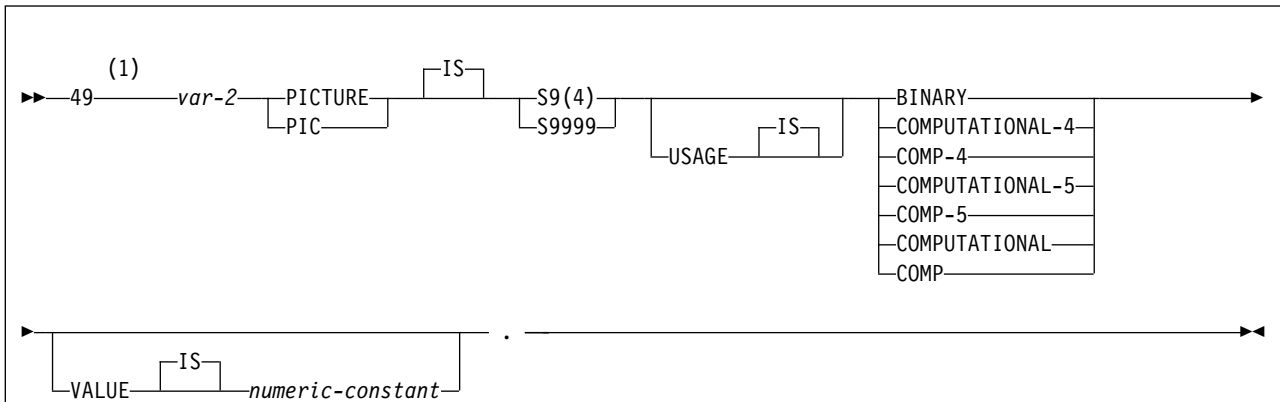 (1) IS
49 var-2 PICTURE S9(4) BINARY
PIC S9999 COMPUTATIONAL-4
USAGE IS COMP-4
COMPUTATIONAL-5
COMP-5
COMPUTATIONAL
COMP
.
IS
VALUE numeric-constant